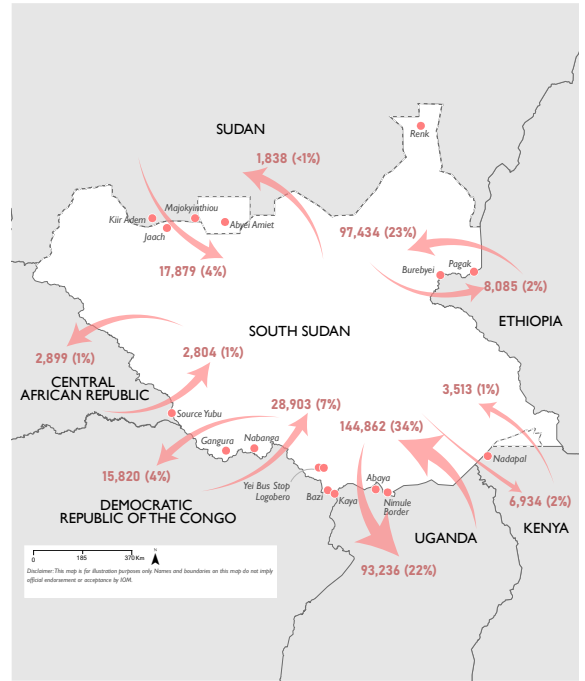 SUDAN
Renk
1,838 (<1%)
Majokyinthiou
Kiir Adem
Abyei Amiet
Jaach
97,434 (23%)
17,879 (4%)
Pagak
Burebyei
8,085 (2%)
ETHIOPIA
SOUTH SUDAN
2,899 (1%)
2,804 (1%)
CENTRAL
AFRICAN REPUBLIC
3,513 (1%)
28,903 (7%)
Source Yubu
144,862 (34%)
Gangura
Nabanga
Nadapal
15,820 (4%)
Yei Bus Stop
Logobero
Abaya
6,934 (2%)
DEMOCRATIC
REPUBLIC OF THE CONGO
Bazi
Kaya
Nimule
Border
KENYA
UGANDA
93,236 (22%)
0 185 370 Km
N
Disclaimer: This map is for illustration purposes only. Names and boundaries on this map do not imply
official endorsement or acceptance by IOM.